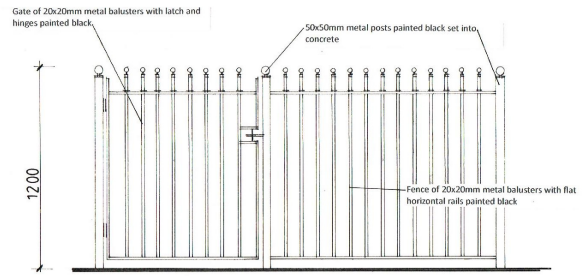 Gate of 20x20mm metal balusters with latch and
hinges painted black
50x50mm metal posts painted black set into
concrete
1200
Fence of 20x20mm metal balusters with flat
horizontal rails painted black